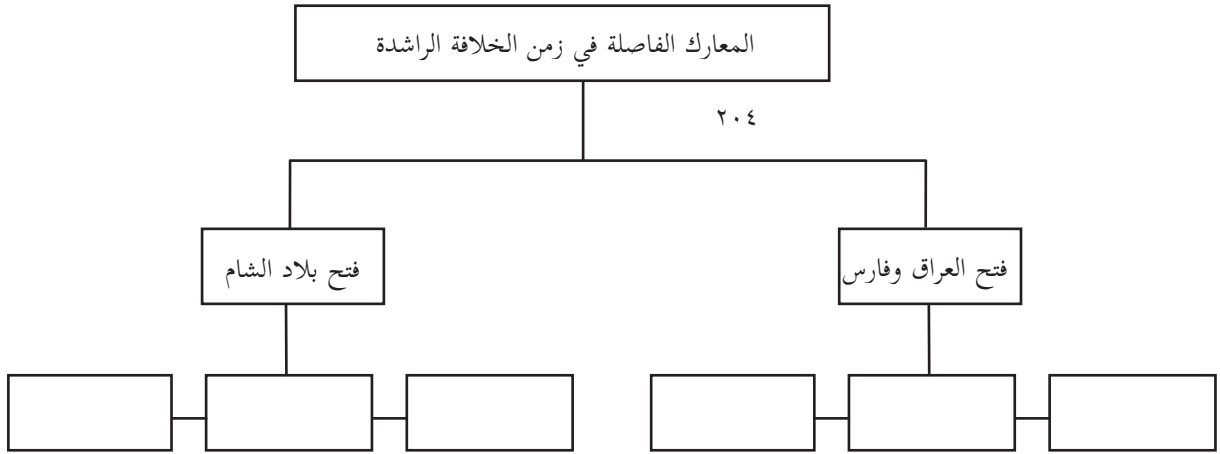 المعارك الفاصلة في زمن الخلافة الراشدة
٢٠٤
فتح العراق وفارس
فتح بلاد الشام